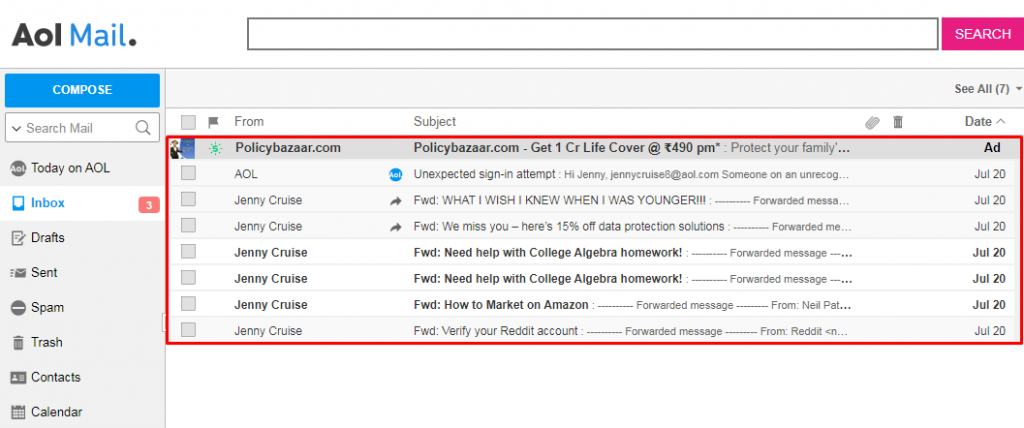 Aol Mail.
SEARCH
COMPOSE
See All (7)
Search Mail
From Subject Date
Policybazaar.com Policybazaar.com - Get 1 Cr Life Cover @ ₹490 pm* : Protect your family'... Ad
Today on AOL
AOL Aol. Unexpected sign-in attempt : Hi Jenny, jennycruise8@aol.com Someone on an unrecog... Jul 20
Inbox 3
Jenny Cruise Fwd: WHAT I WISH I KNEW WHEN I WAS YOUNGER!!! : ---------- Forwarded messa... Jul 20
Jenny Cruise Fwd: We miss you – here's 15% off data protection solutions : ---------- Forwarded me... Jul 20
Drafts
Jenny Cruise Fwd: Need help with College Algebra homework! : ---------- Forwarded message ---... Jul 20
Sent
Jenny Cruise Fwd: Need help with College Algebra homework! : ---------- Forwarded message ---... Jul 20
Spam
Jenny Cruise Fwd: How to Market on Amazon : ---------- Forwarded message --------- From: Neil Pat... Jul 20
Jenny Cruise Fwd: Verify your Reddit account : ---------- Forwarded message --------- From: Reddit <n... Jul 20
Trash
Contacts
Calendar